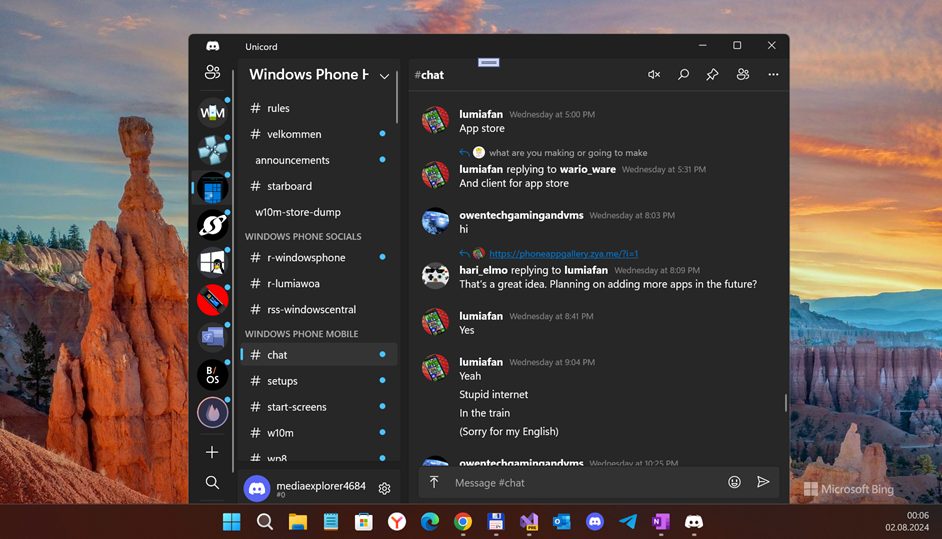 Unicord
Windows Phone H
# rules
# velkommen
announcements
# starboard
w10m-store-dump
WINDOWS PHONE SOCIALS
# r-windowsphone
# r-lumiawoa
# rss-windowscentral
WINDOWS PHONE MOBILE
# chat
# setups
# start-screens
# w10m
# wp8
mediaexplorer4684
#0
WM
B/
OS
#chat
lumiafan Wednesday at 5:00 PM
App store
what are you making or going to make
lumiafan replying to wario_ware Wednesday at 5:31 PM
And client for app store
owentechgamingandvms Wednesday at 8:03 PM
hi
https://phoneappgallery.zya.me/?i=1
hari_elmo replying to lumiafan Wednesday at 8:09 PM
That's a great idea. Planning on adding more apps in the future?
lumiafan Wednesday at 8:41 PM
Yes
lumiafan Wednesday at 9:04 PM
Yeah
Stupid internet
In the train
(Sorry for my English)
owentechgamingandvms Wednesday at 10:25 PM
Message #chat
Microsoft Bing
00:06
02.08.2024